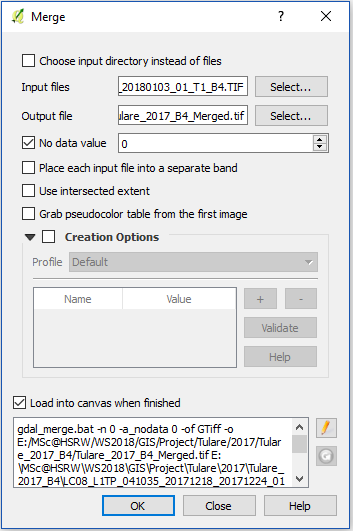 Merge
?
Choose input directory instead of files
Input files
_20180103_01_T1_B4.TIF
Select...
Output file
ulare_2017_B4_Merged.tif
Select...
No data value
0
Place each input file into a separate band
Use intersected extent
Grab pseudocolor table from the first image
Creation Options
Profile
Default
Name
Value
+
-
Validate
Help
Load into canvas when finished
gdal_merge.bat -n 0 -a_nodata 0 -of GTiff -o
E:/MSc@HSRW/WS2018/GIS/Project/Tulare/2017/Tular
e_2017_B4/Tulare_2017_B4_Merged.tif E:
\MSc@HSRW\WS2018\GIS\Project\Tulare\2017\Tulare_
2017_B4\LC08_L1TP_041035_20171218_20171224_01
OK
Close
Help